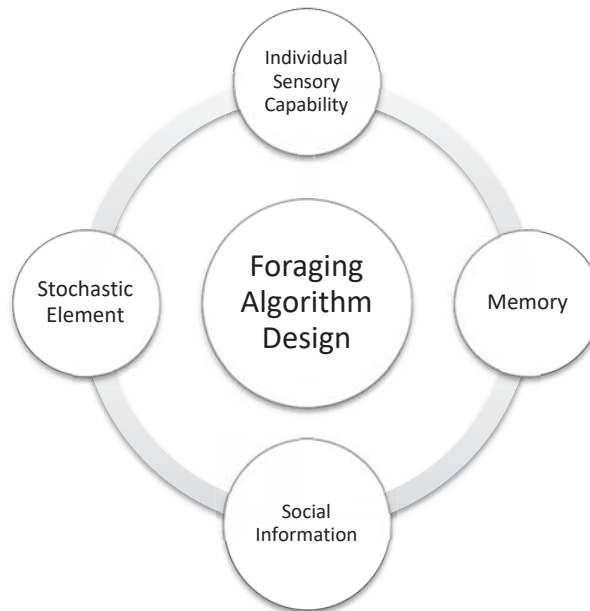 Individual
Sensory
Capability
Stochastic
Element
Foraging
Algorithm
Design
Memory
Social
Information